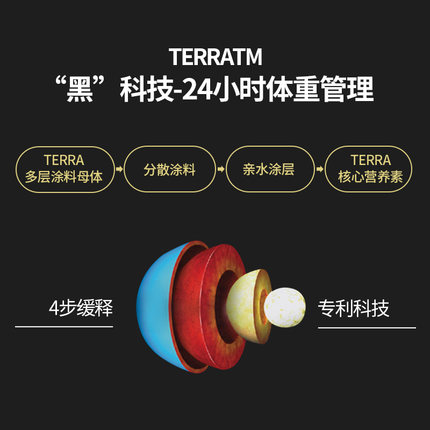 TERRATM
“黑”科技-24小时体重管理
TERRA
多层涂料母体
分散涂料
亲水涂层
TERRA
核心营养素
4步缓释
专利科技